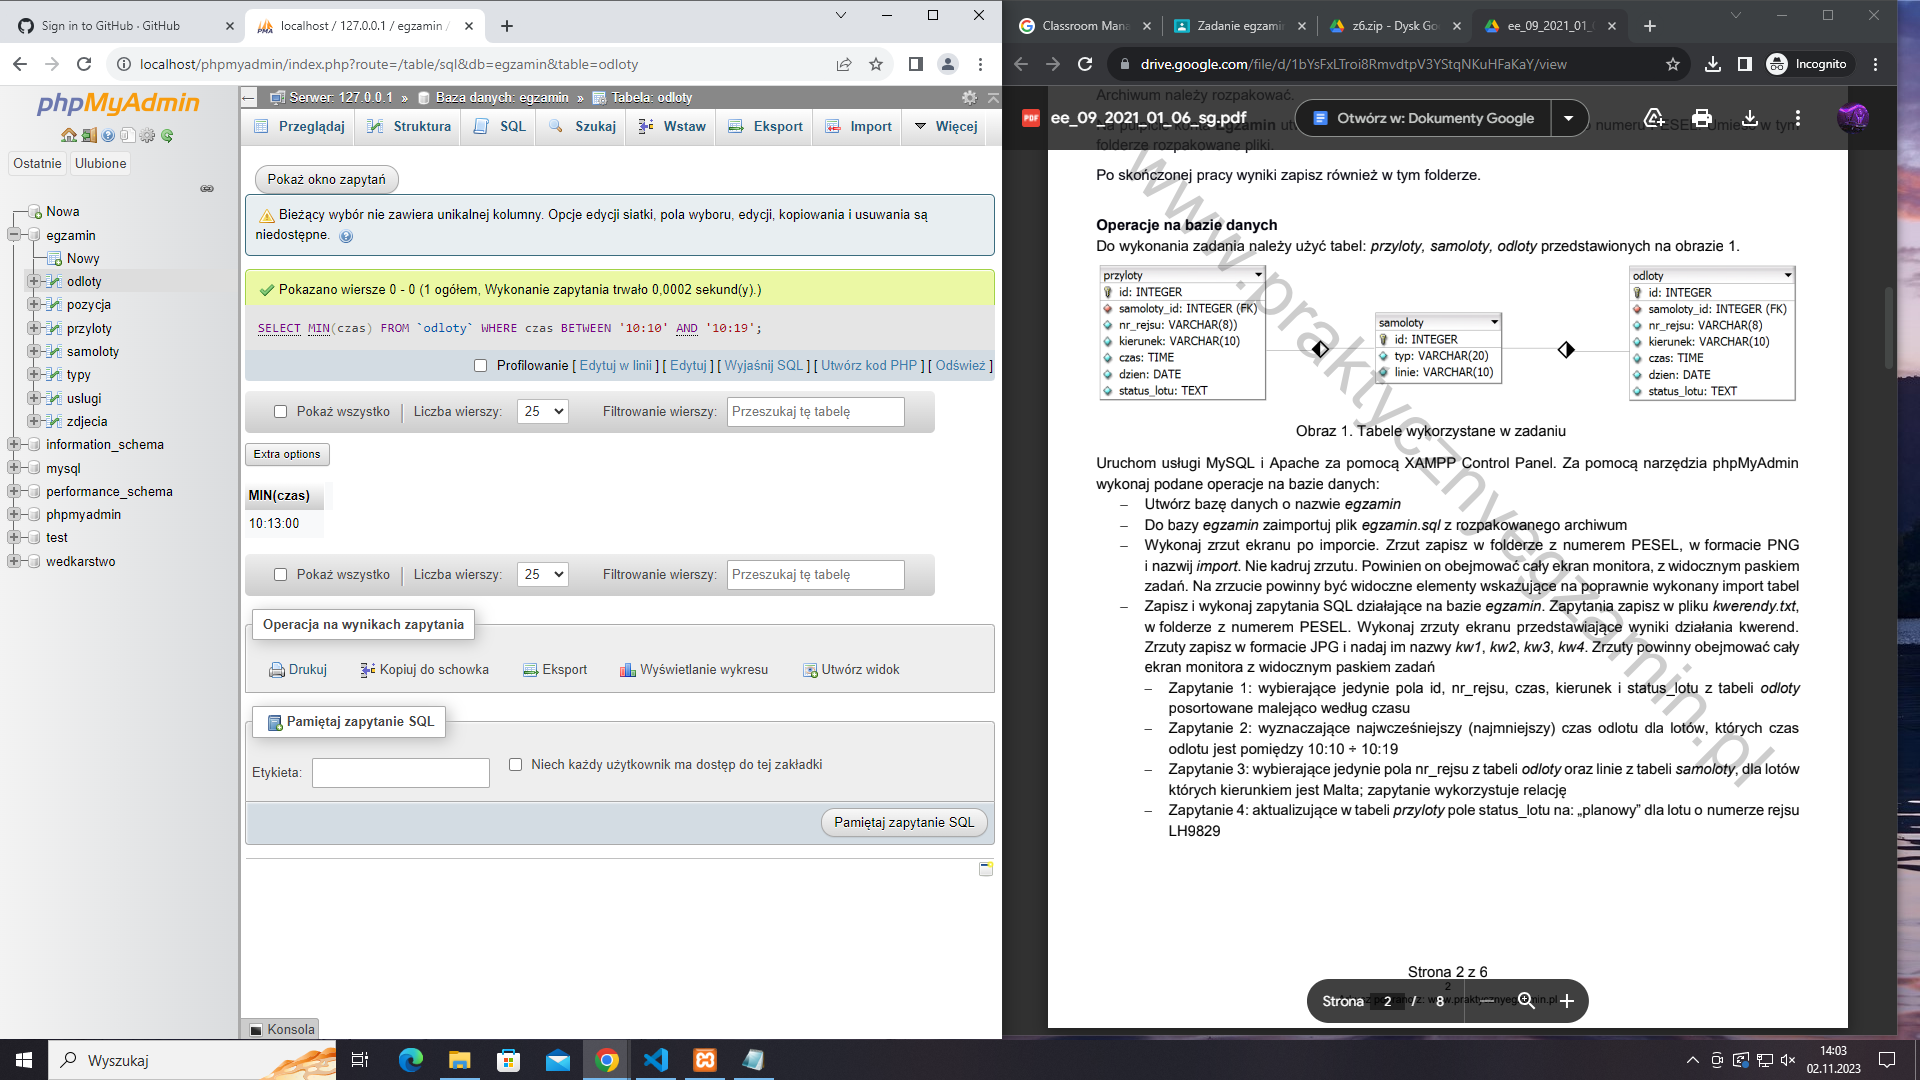 Sign in to GitHub · GitHub
localhost / 127.0.0.1 / egzamin /
localhost/phpmyadmin/index.php?route=/table/sql&db=egzamin&table=odloty
phpMyAdmin
Ostatnie
Ulubione
Nowa
egzamin
Nowy
odloty
pozycja
przyloty
samoloty
typy
uslugi
zdjecia
information_schema
mysql
performance_schema
phpmyadmin
test
wedkarstwo
Serwer: 127.0.0.1 » Baza danych: egzamin » Tabela: odloty
Przeglądaj
Struktura
SQL
Szukaj
Wstaw
Eksport
Import
Więcej
Pokaż okno zapytań
Bieżący wybór nie zawiera unikalnej kolumny. Opcje edycji siatki, pola wyboru, edycji, kopiowania i usuwania są
niedostępne.
Pokazano wiersze 0 - 0 (1 ogółem, Wykonanie zapytania trwało 0,0002 sekund(y).)
SELECT MIN(czas) FROM `odloty` WHERE czas BETWEEN '10:10' AND '10:19';
Profilowanie [ Edytuj w linii ] [ Edytuj ] [ Wyjaśnij SQL ] [ Utwórz kod PHP ] [ Odśwież ]
Pokaż wszystko
Liczba wierszy:
25
Filtrowanie wierszy:
Przeszukaj tę tabelę
Extra options
MIN(czas)
10:13:00
Pokaż wszystko
Liczba wierszy:
25
Filtrowanie wierszy:
Przeszukaj tę tabelę
Operacja na wynikach zapytania
Drukuj
Kopiuj do schowka
Eksport
Wyświetlanie wykresu
Utwórz widok
Pamiętaj zapytanie SQL
Etykieta:
Niech każdy użytkownik ma dostęp do tej zakładki
Pamiętaj zapytanie SQL
Konsola
Classroom Mana
Zadanie egzamin
z6.zip - Dysk Go
ee_09_2021_01_
drive.google.com/file/d/1bYsFxLTroi8RmvdtpV3YStqNKuHFaKaY/view
Incognito
Archiwum należy rozpakować.
PDF
ee_09_2021_01_06_sg.pdf
Otwórz w: Dokumenty Google
folderze rozpakowane pliki.
Po skończonej pracy wyniki zapisz również w tym folderze.
Operacje na bazie danych
Do wykonania zadania należy użyć tabel: przyloty, samoloty, odloty przedstawionych na obrazie 1.
przyloty
id: INTEGER
samoloty_id: INTEGER (FK)
nr_rejsu: VARCHAR(8))
kierunek: VARCHAR(10)
czas: TIME
dzien: DATE
status_lotu: TEXT
samoloty
id: INTEGER
typ: VARCHAR(20)
linie: VARCHAR(10)
odloty
id: INTEGER
samoloty_id: INTEGER (FK)
nr_rejsu: VARCHAR(8)
kierunek: VARCHAR(10)
czas: TIME
dzien: DATE
status_lotu: TEXT
Obraz 1. Tabele wykorzystane w zadaniu
Uruchom usługi MySQL i Apache za pomocą XAMPP Control Panel. Za pomocą narzędzia phpMyAdmin
wykonaj podane operacje na bazie danych:
– Utwórz bazę danych o nazwie egzamin
– Do bazy egzamin zaimportuj plik egzamin.sql z rozpakowanego archiwum
– Wykonaj zrzut ekranu po imporcie. Zrzut zapisz w folderze z numerem PESEL, w formacie PNG
i nazwij import. Nie kadruj zrzutu. Powinien on obejmować cały ekran monitora, z widocznym paskiem
zadań. Na zrzucie powinny być widoczne elementy wskazujące na poprawnie wykonany import tabel
– Zapisz i wykonaj zapytania SQL działające na bazie egzamin. Zapytania zapisz w pliku kwerendy.txt,
w folderze z numerem PESEL. Wykonaj zrzuty ekranu przedstawiające wyniki działania kwerend.
Zrzuty zapisz w formacie JPG i nadaj im nazwy kw1, kw2, kw3, kw4. Zrzuty powinny obejmować cały
ekran monitora z widocznym paskiem zadań
– Zapytanie 1: wybierające jedynie pola id, nr_rejsu, czas, kierunek i status_lotu z tabeli odloty
posortowane malejąco według czasu
– Zapytanie 2: wyznaczające najwcześniejszy (najmniejszy) czas odlotu dla lotów, których czas
odlotu jest pomiędzy 10:10 ÷ 10:19
– Zapytanie 3: wybierające jedynie pola nr_rejsu z tabeli odloty oraz linie z tabeli samoloty, dla lotów
których kierunkiem jest Malta; zapytanie wykorzystuje relację
– Zapytanie 4: aktualizujące w tabeli przyloty pole status_lotu na: „planowy” dla lotu o numerze rejsu
LH9829
www.praktycznyegzamin.pl
Strona 2 z 6
2
Strona 2 / 8
Wyszukaj
14:03
02.11.2023